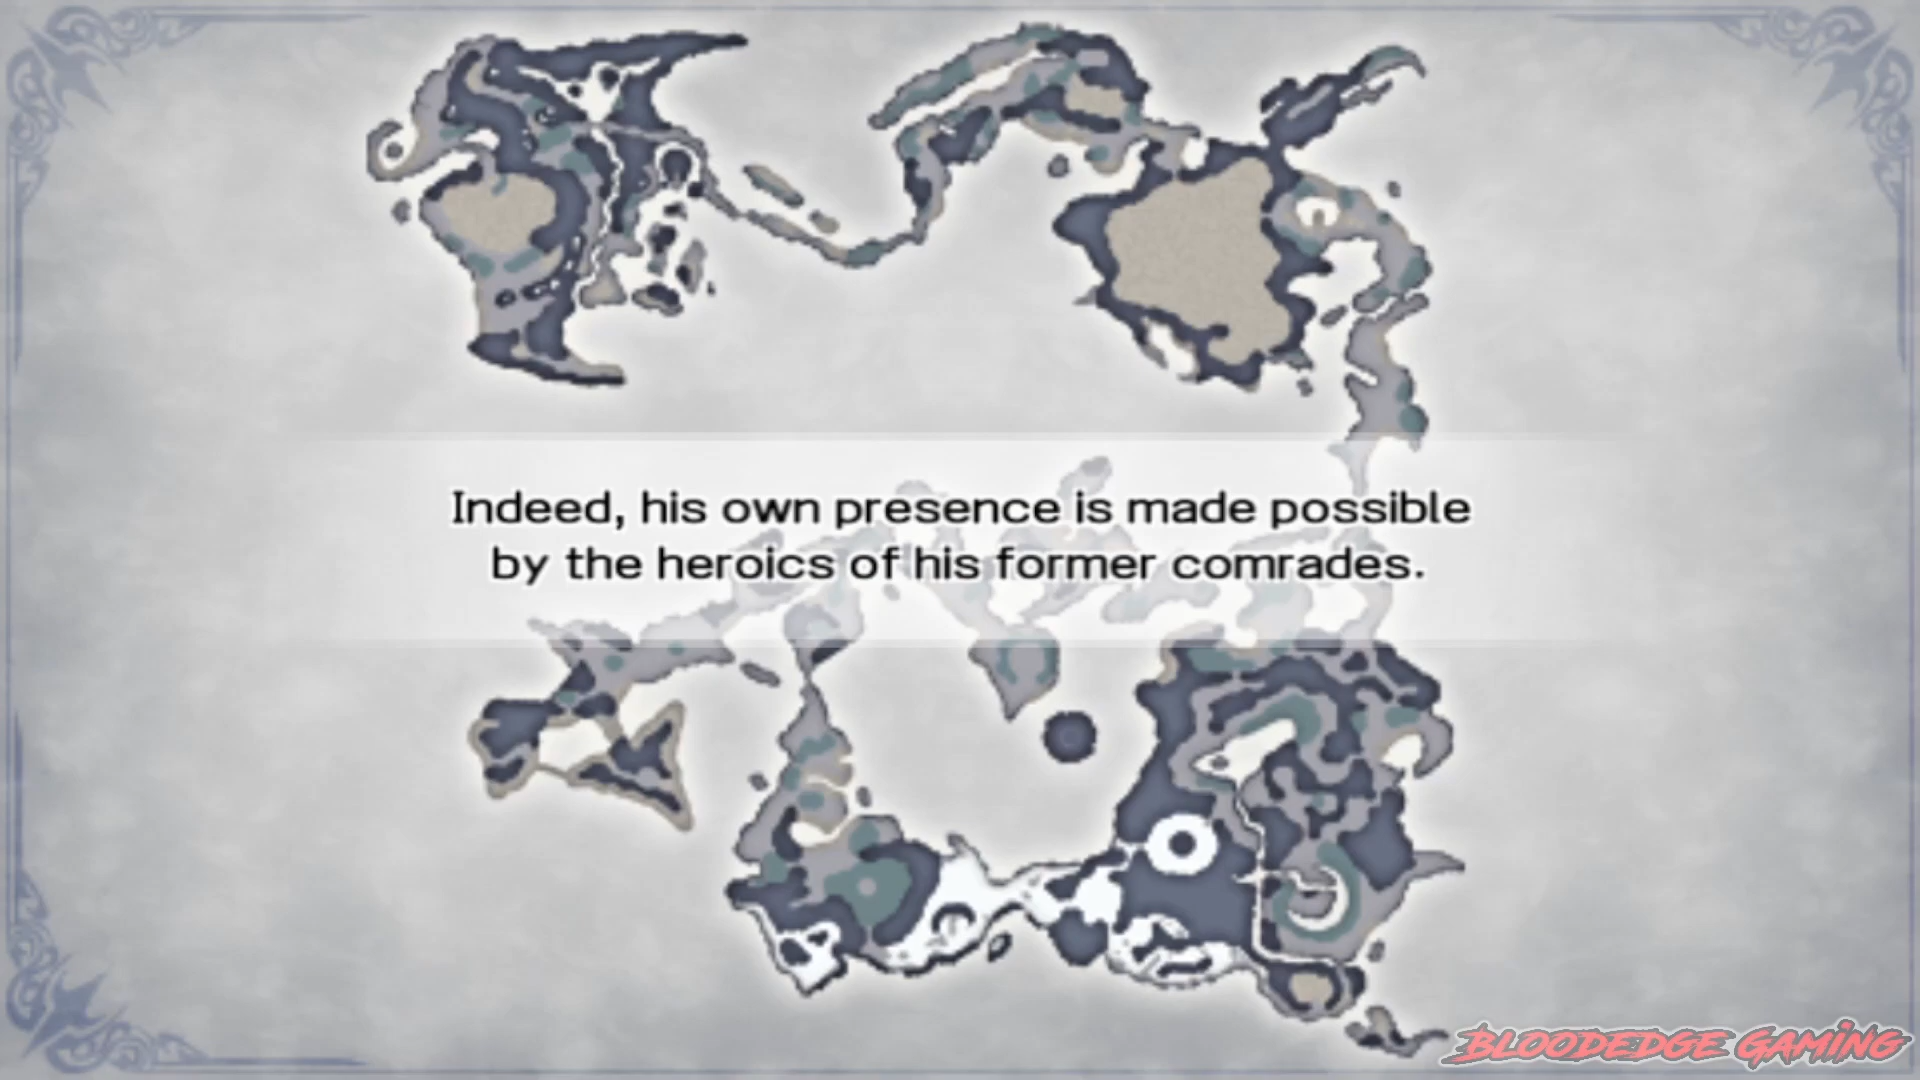 Indeed, his own presence is made possible
by the heroics of his former comrades.
BLOODEDGE GAMING